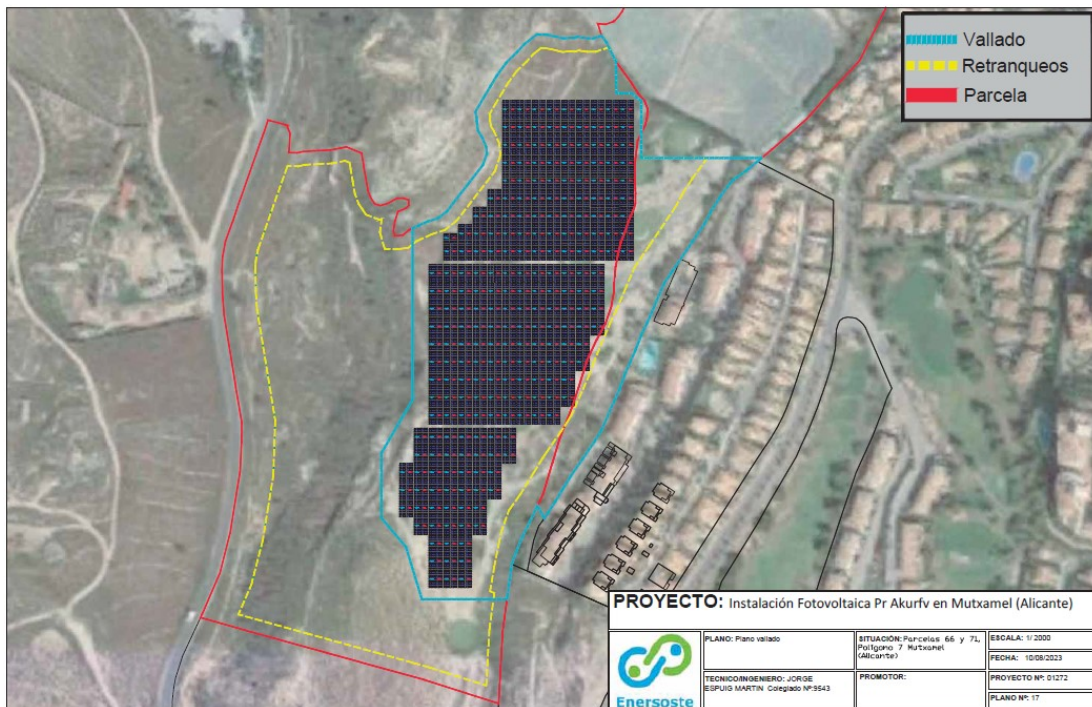 Vallado
Retranqueos
Parcela
PROYECTO: Instalación Fotovoltaica Pr Akurfv en Mutxamel (Alicante)
PLANO: Plano vallado
SITUACIÓN: Parcelas 66 y 71,
Polígono 7 Mutxamel
(Alicante)
ESCALA: 1/ 2000
FECHA: 10/08/2023
TECNICO/INGENIERO: JORGE
ESPUIG MARTIN Colegiado Nº:9543
PROMOTOR:
PROYECTO Nº: 01272
PLANO Nº: 17
Enersoste